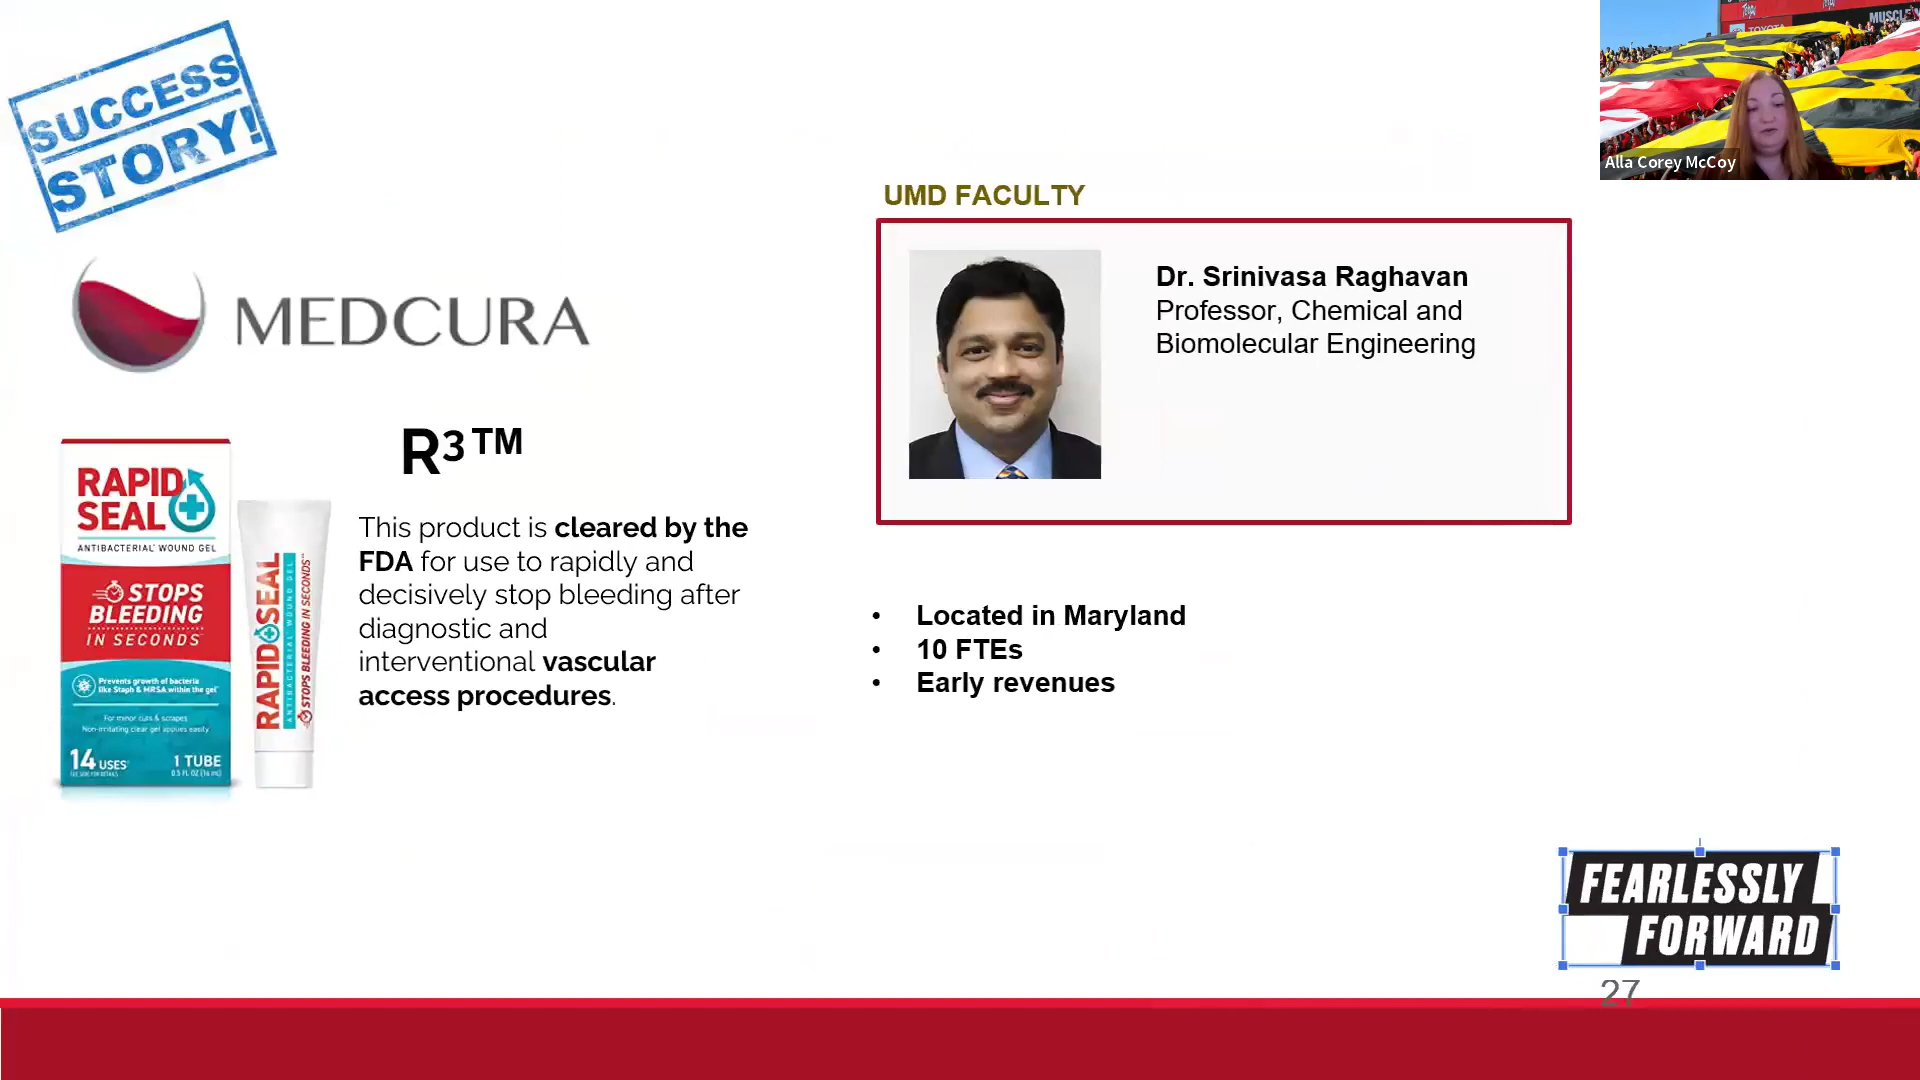 SUCCESS
STORY!
MEDCURA
R³™
RAPID
SEAL
ANTIBACTERIAL* WOUND GEL
STOPS
BLEEDING
IN SECONDS
Prevents growth of bacteria
like Staph & MRSA within the gel
For minor cuts & scrapes
Non-irritating clear gel applies easily
14 USES
1 TUBE
0.5 FL OZ (14 mL)
RAPID SEAL
ANTIBACTERIAL WOUND GEL
STOPS BLEEDING IN SECONDS
This product is cleared by the
FDA for use to rapidly and
decisively stop bleeding after
diagnostic and
interventional vascular
access procedures.
UMD FACULTY
Dr. Srinivasa Raghavan
Professor, Chemical and
Biomolecular Engineering
• Located in Maryland
• 10 FTEs
• Early revenues
Terps
TOYOTA
Alla Corey McCoy
FEARLESSLY
FORWARD
27